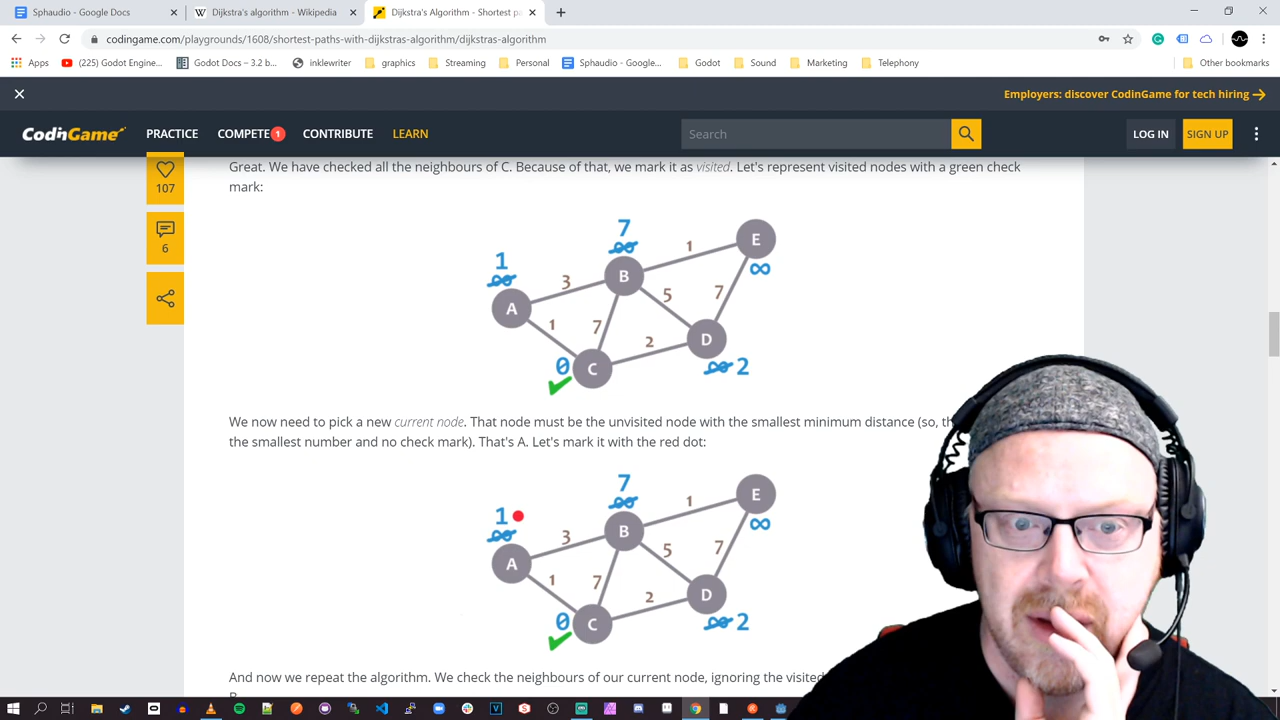 Sphaudio - Google Docs
Dijkstra's algorithm - Wikipedia
Dijkstra's Algorithm - Shortest pa
codingame.com/playgrounds/1608/shortest-paths-with-dijkstras-algorithm/dijkstras-algorithm
Apps
(225) Godot Engine...
Godot Docs – 3.2 b...
inklewriter
graphics
Streaming
Personal
Sphaudio - Google...
Godot
Sound
Marketing
Telephony
Other bookmarks
Employers: discover CodinGame for tech hiring
CodinGame
PRACTICE
COMPETE 1
CONTRIBUTE
LEARN
Search
LOG IN
SIGN UP
107
6
Great. We have checked all the neighbours of C. Because of that, we mark it as visited. Let's represent visited nodes with a green check
mark:
7
∞
E
1
1
B
∞
∞
3
5
7
A
1
7
D
2
0
C
∞ 2
We now need to pick a new current node. That node must be the unvisited node with the smallest minimum distance (so,
the smallest number and no check mark). That's A. Let's mark it with the red dot:
7
∞
E
1
1
B
∞
∞
3
5
7
A
1
7
D
2
0
C
∞ 2
And now we repeat the algorithm. We check the neighbours of our current node, ignoring the visited